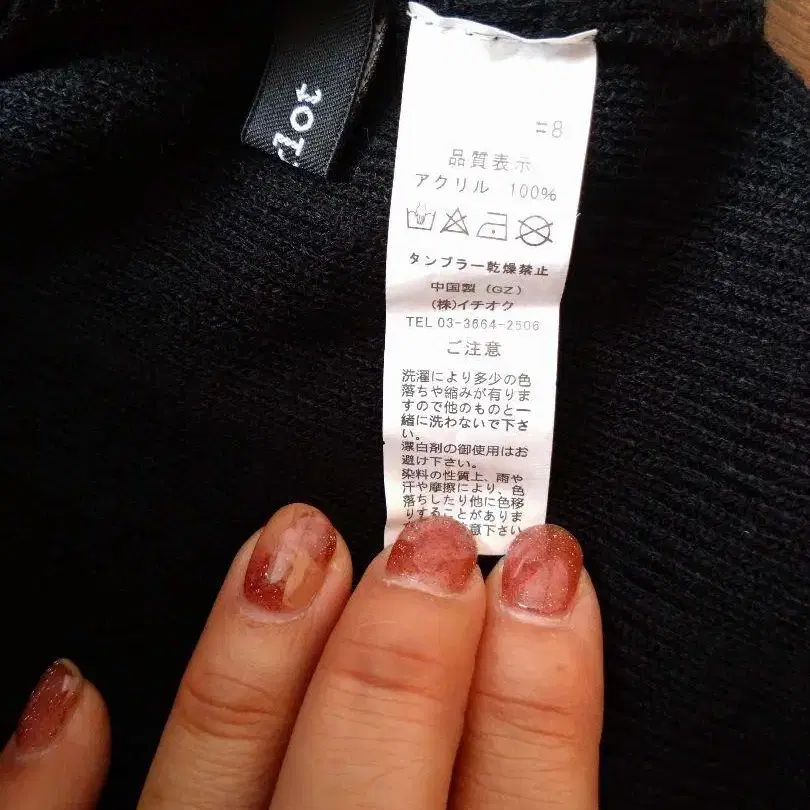 rlot
#8
品質表示
アクリル 100%
タンブラー乾燥禁止
中国製(GZ)
(株)イチオク
TEL 03-3664-2506
ご注意
洗濯により多少の色
落ちや縮みが有りま
すので他のものと一
緒に洗わないで下さ
い。
漂白剤の御使用はお
避け下さい。
染料の性質上、雨や
汗や摩擦により、色
落ちしたり他に色移
りすることがありま
意下さい